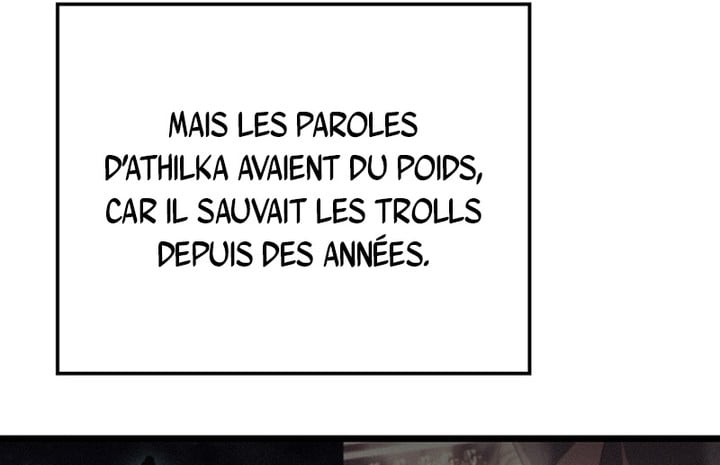 MAIS LES PAROLES
D'ATHILKA AVAIENT DU POIDS,
CAR IL SAUVAIT LES TROLLS
DEPUIS DES ANNÉES.